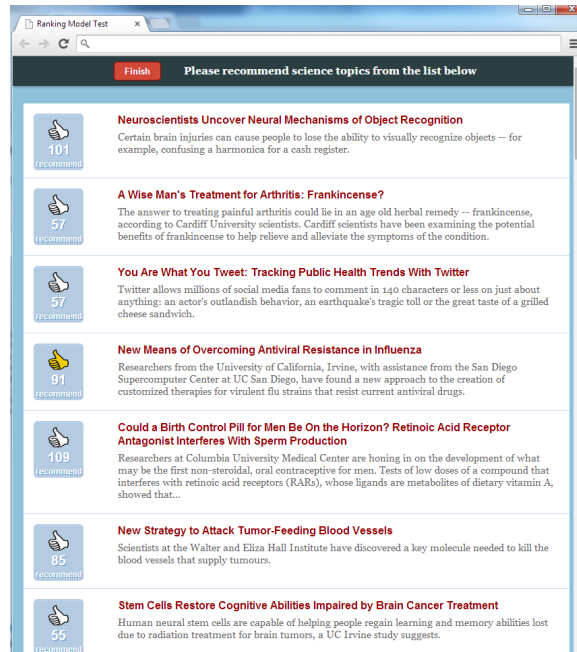 Ranking Model Test
Finish
Please recommend science topics from the list below
Neuroscientists Uncover Neural Mechanisms of Object Recognition
Certain brain injuries can cause people to lose the ability to visually recognize objects -- for
example, confusing a harmonica for a cash register.
101
recommend
A Wise Man's Treatment for Arthritis: Frankincense?
The answer to treating painful arthritis could lie in an age old herbal remedy -- frankincense,
according to Cardiff University scientists. Cardiff scientists have been examining the potential
benefits of frankincense to help relieve and alleviate the symptoms of the condition.
57
recommend
You Are What You Tweet: Tracking Public Health Trends With Twitter
Twitter allows millions of social media fans to comment in 140 characters or less on just about
anything: an actor's outlandish behavior, an earthquake's tragic toll or the great taste of a grilled
cheese sandwich.
57
recommend
New Means of Overcoming Antiviral Resistance in Influenza
Researchers from the University of California, Irvine, with assistance from the San Diego
Supercomputer Center at UC San Diego, have found a new approach to the creation of
customized therapies for virulent flu strains that resist current antiviral drugs.
91
recommend
Could a Birth Control Pill for Men Be On the Horizon? Retinoic Acid Receptor
Antagonist Interferes With Sperm Production
Researchers at Columbia University Medical Center are honing in on the development of what
may be the first non-steroidal, oral contraceptive for men. Tests of low doses of a compound that
interferes with retinoic acid receptors (RARs), whose ligands are metabolites of dietary vitamin A,
showed that...
109
recommend
New Strategy to Attack Tumor-Feeding Blood Vessels
Scientists at the Walter and Eliza Hall Institute have discovered a key molecule needed to kill the
blood vessels that supply tumours.
85
recommend
Stem Cells Restore Cognitive Abilities Impaired by Brain Cancer Treatment
Human neural stem cells are capable of helping people regain learning and memory abilities lost
due to radiation treatment for brain tumors, a UC Irvine study suggests.
55
recommend